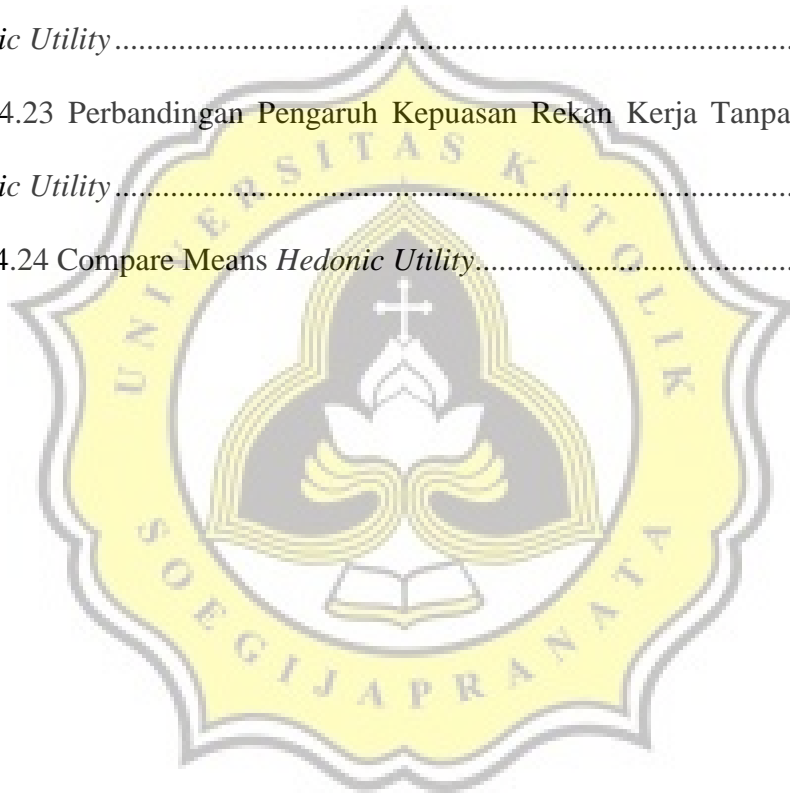 ic Utility
4.23 Perbandingan Pengaruh Kepuasan Rekan Kerja Tanpa
ic Utility
4.24 Compare Means Hedonic Utility
UNIVERSITAS KATOLIK
SOEGIJAPRANATA